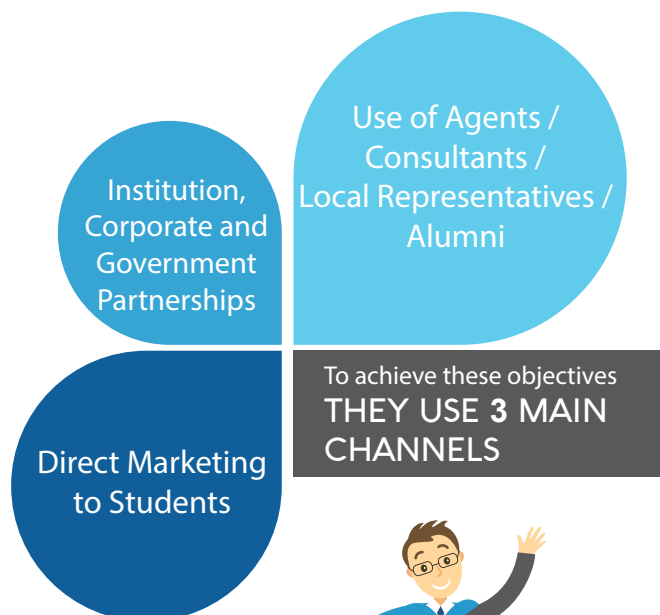 Use of Agents /
Consultants /
Local Representatives /
Alumni
Institution,
Corporate and
Government
Partnerships
To achieve these objectives
THEY USE 3 MAIN
CHANNELS
Direct Marketing
to Students